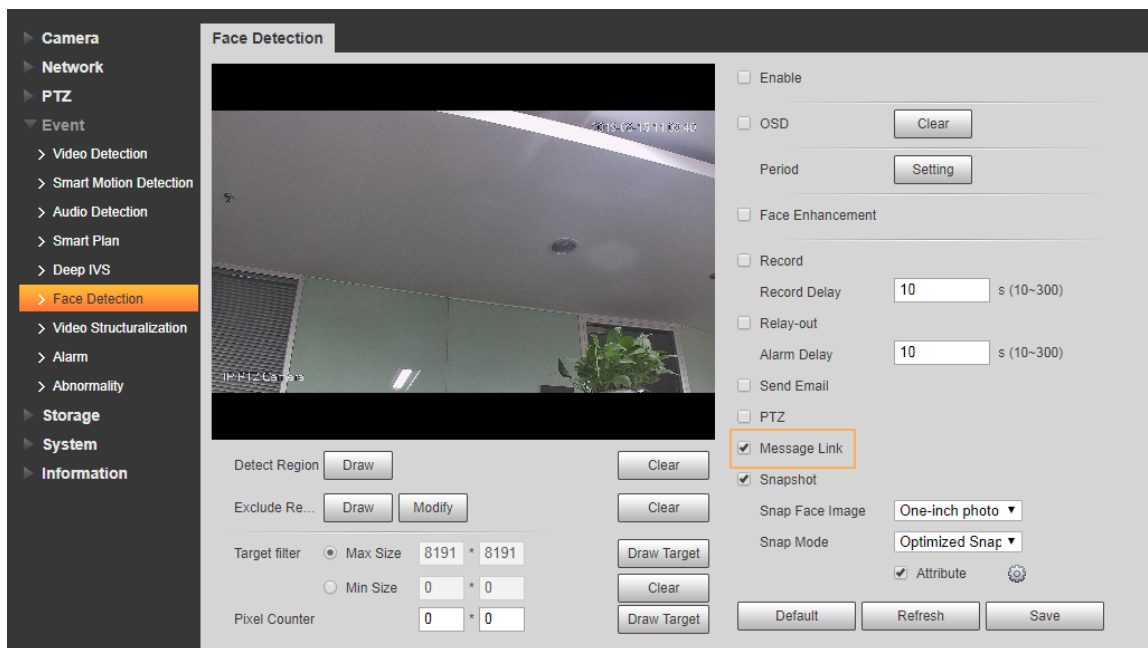 Camera
Network
PTZ
Event
Video Detection
Smart Motion Detection
Audio Detection
Smart Plan
Deep IVS
Face Detection
Video Structuralization
Alarm
Abnormality
Storage
System
Information
Face Detection
IP PTZ Camera
Detect Region Draw Clear
Exclude Re... Draw Modify Clear
Target filter Max Size 8191 * 8191 Draw Target
Min Size 0 * 0 Clear
Pixel Counter 0 * 0 Draw Target
Enable
OSD Clear
Period Setting
Face Enhancement
Record
Record Delay 10 s (10~300)
Relay-out
Alarm Delay 10 s (10~300)
Send Email
PTZ
Message Link
Snapshot
Snap Face Image One-inch photo
Snap Mode Optimized Snap
Attribute
Default Refresh Save